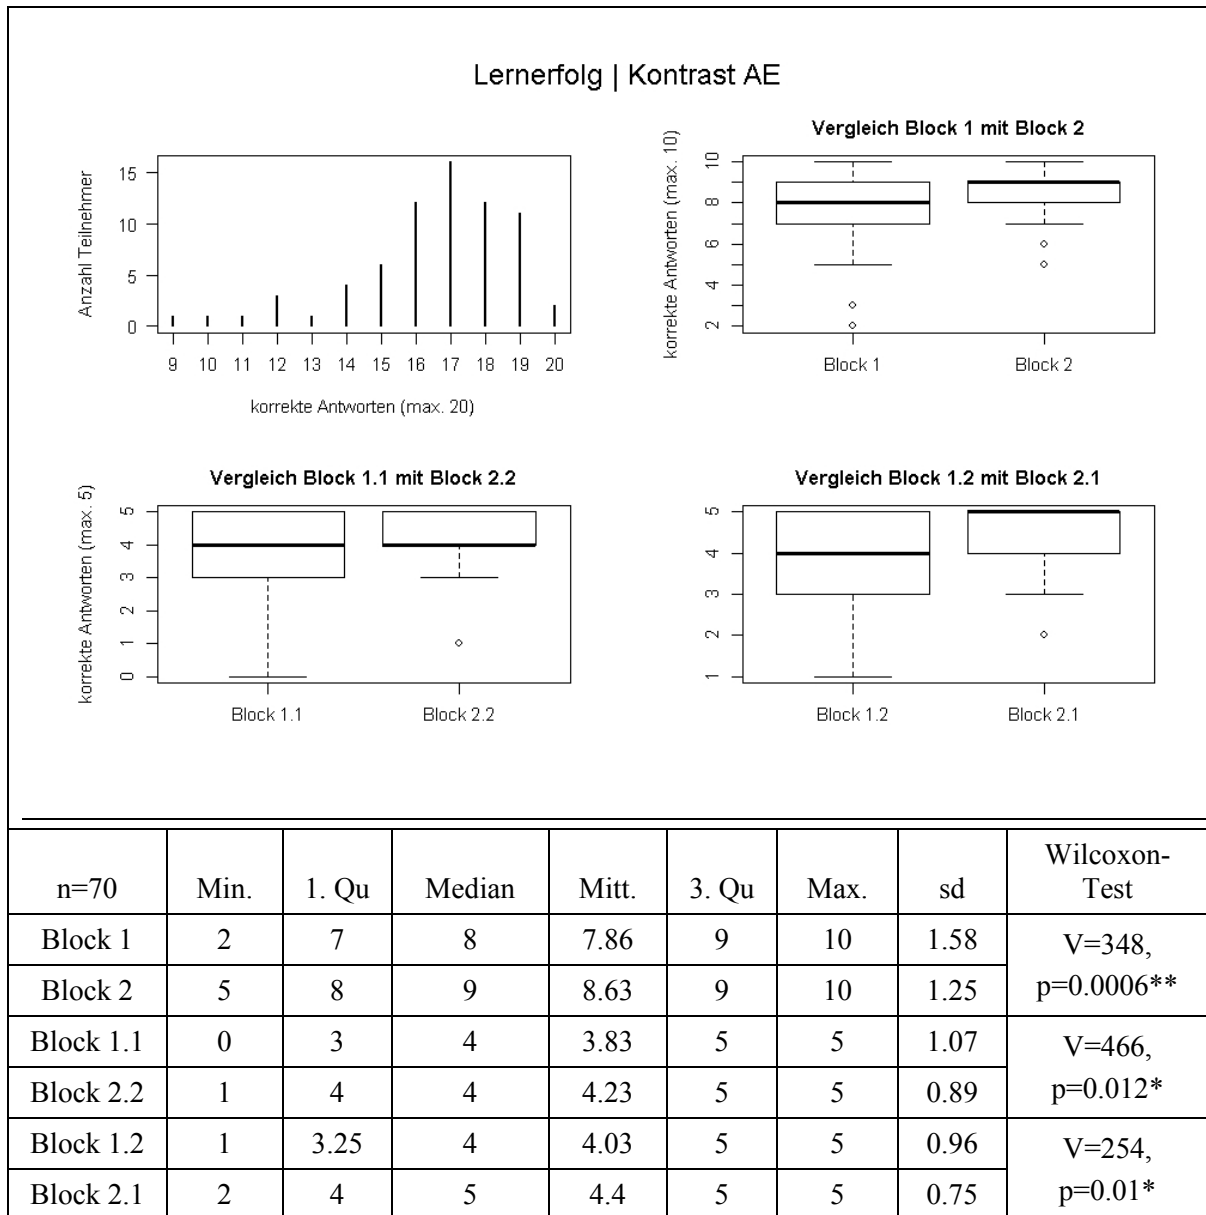 Lernerfolg | Kontrast AE
Anzahl Teilnehmer
15
10
5
0
9 10 11 12 13 14 15 16 17 18 19 20
korrekte Antworten (max. 20)
Vergleich Block 1 mit Block 2
korrekte Antworten (max. 10)
10
8
6
4
2
Block 1 Block 2
Vergleich Block 1.1 mit Block 2.2
korrekte Antworten (max. 5)
5
4
3
2
1
0
Block 1.1 Block 2.2
Vergleich Block 1.2 mit Block 2.1
5
4
3
2
1
Block 1.2 Block 2.1
n=70 Min. 1. Qu Median Mitt. 3. Qu Max. sd Wilcoxon-
Test
Block 1 2 7 8 7.86 9 10 1.58 V=348,
Block 2 5 8 9 8.63 9 10 1.25 p=0.0006**
Block 1.1 0 3 4 3.83 5 5 1.07 V=466,
Block 2.2 1 4 4 4.23 5 5 0.89 p=0.012*
Block 1.2 1 3.25 4 4.03 5 5 0.96 V=254,
Block 2.1 2 4 5 4.4 5 5 0.75 p=0.01*